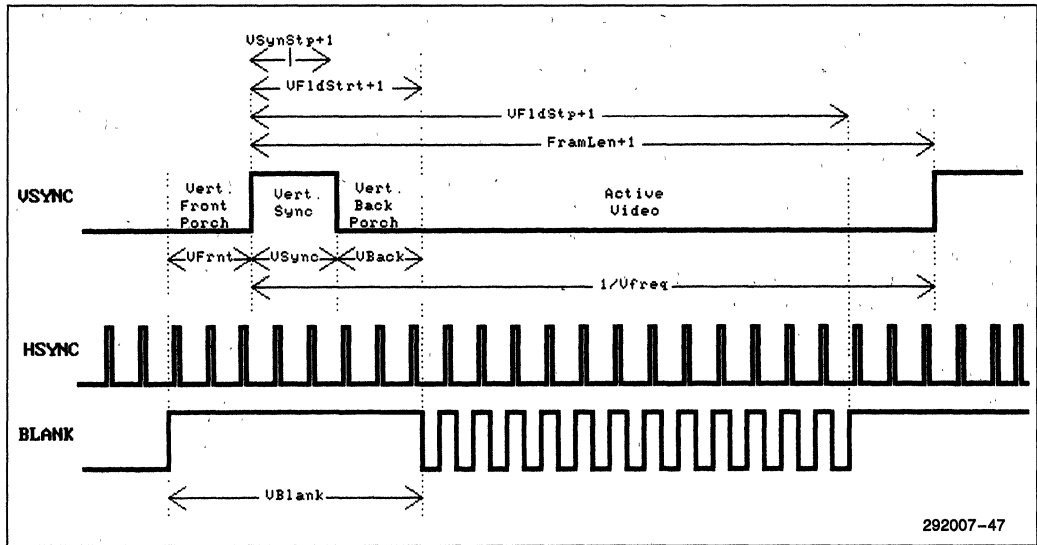 VSynStp+1
VFldStrt+1
VFldStp+1
FramLen+1
VSYNC
Vert.
Front
Porch
Vert.
Sync
Vert.
Back
Porch
Active
Video
VFrnt
VSync
VBack
1/Vfreq
HSYNC
BLANK
VBlank
292007-47